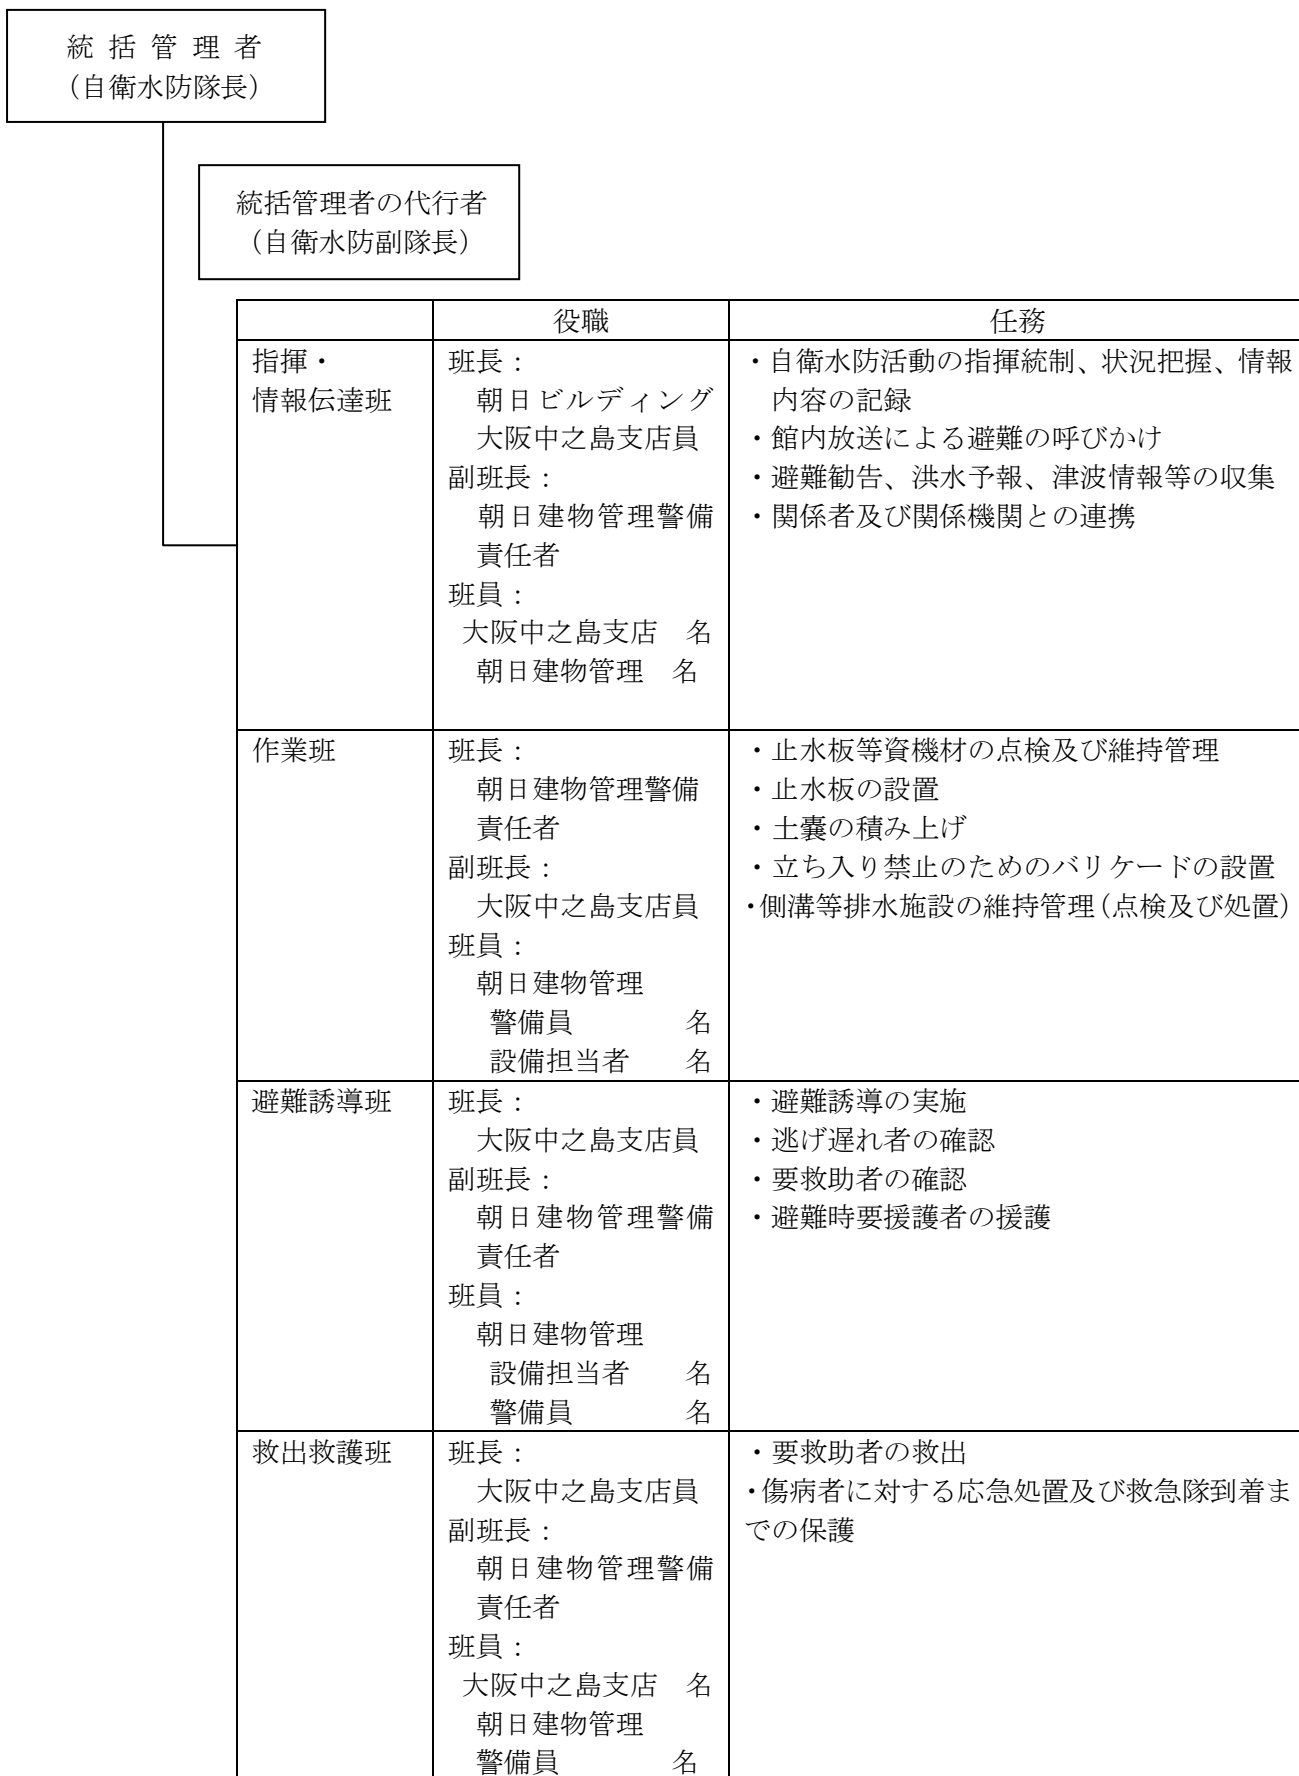 統括管理者
（自衛水防隊長）
統括管理者の代行者
（自衛水防副隊長）
役職
任務
指揮・
情報伝達班
班長：
朝日ビルディング
大阪中之島支店員
副班長：
朝日建物管理警備
責任者
班員：
大阪中之島支店　名
朝日建物管理　名
・自衛水防活動の指揮統制、状況把握、情報
内容の記録
・館内放送による避難の呼びかけ
・避難勧告、洪水予報、津波情報等の収集
・関係者及び関係機関との連携
作業班
班長：
朝日建物管理警備
責任者
副班長：
大阪中之島支店員
班員：
朝日建物管理
警備員　名
設備担当者　名
・止水板等資機材の点検及び維持管理
・止水板の設置
・土嚢の積み上げ
・立ち入り禁止のためのバリケードの設置
・側溝等排水施設の維持管理（点検及び処置）
避難誘導班
班長：
大阪中之島支店員
副班長：
朝日建物管理警備
責任者
班員：
朝日建物管理
設備担当者　名
警備員　名
・避難誘導の実施
・逃げ遅れ者の確認
・要救助者の確認
・避難時要援護者の援護
救出救護班
班長：
大阪中之島支店員
副班長：
朝日建物管理警備
責任者
班員：
大阪中之島支店　名
朝日建物管理
警備員　名
・要救助者の救出
・傷病者に対する応急処置及び救急隊到着ま
での保護